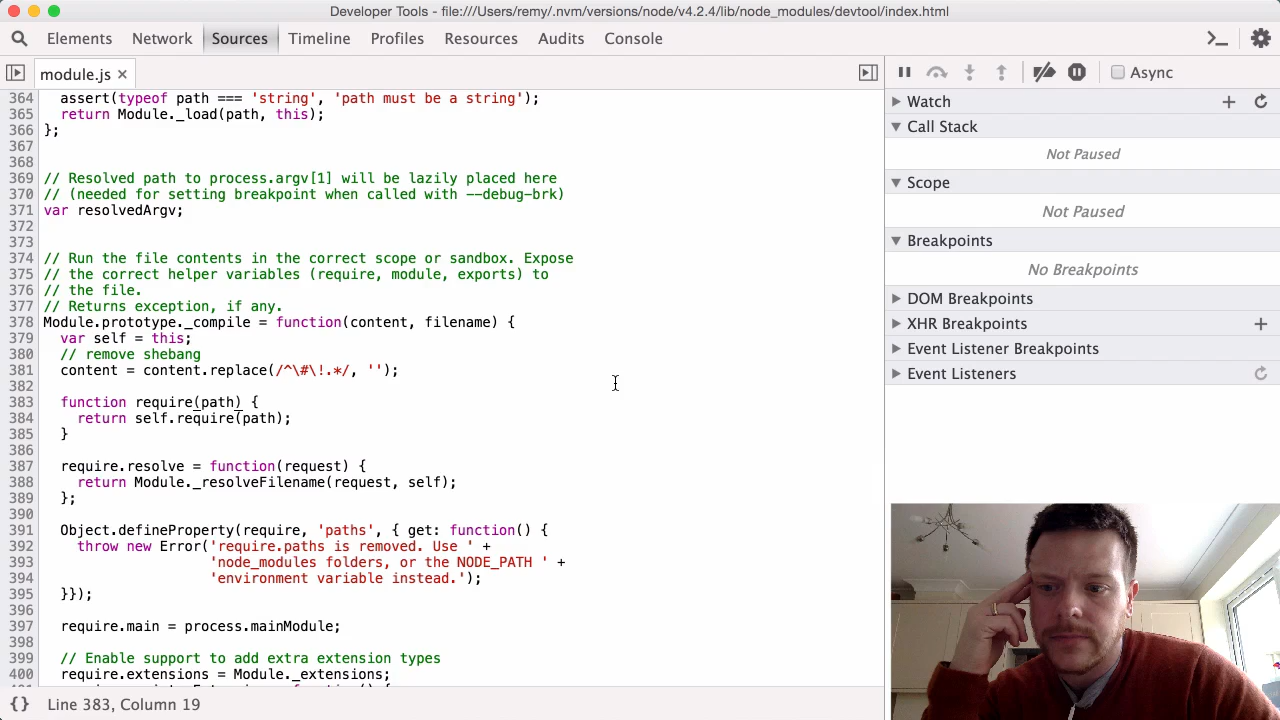 Developer Tools - file:///Users/remy/.nvm/versions/node/v4.2.4/lib/node_modules/devtool/index.html
Elements Network Sources Timeline Profiles Resources Audits Console
module.js ×
Async
364 assert(typeof path === 'string', 'path must be a string');
365 return Module._load(path, this);
366 };
367
368
369 // Resolved path to process.argv[1] will be lazily placed here
370 // (needed for setting breakpoint when called with --debug-brk)
371 var resolvedArgv;
372
373
374 // Run the file contents in the correct scope or sandbox. Expose
375 // the correct helper variables (require, module, exports) to
376 // the file.
377 // Returns exception, if any.
378 Module.prototype._compile = function(content, filename) {
379 var self = this;
380 // remove shebang
381 content = content.replace(/^\#\!.*/, '');
382
383 function require(path) {
384 return self.require(path);
385 }
386
387 require.resolve = function(request) {
388 return Module._resolveFilename(request, self);
389 };
390
391 Object.defineProperty(require, 'paths', { get: function() {
392 throw new Error('require.paths is removed. Use ' +
393 'node_modules folders, or the NODE_PATH ' +
394 'environment variable instead.');
395 }});
396
397 require.main = process.mainModule;
398
399 // Enable support to add extra extension types
400 require.extensions = Module._extensions;
{} Line 383, Column 19
Watch
Call Stack
Not Paused
Scope
Not Paused
Breakpoints
No Breakpoints
DOM Breakpoints
XHR Breakpoints
Event Listener Breakpoints
Event Listeners